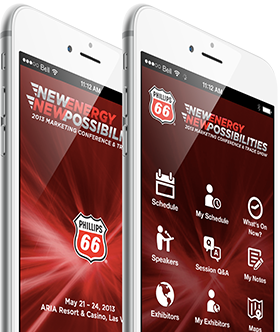 ●●●○○ Bell
11:12 AM
NEW ENERGY
NEW POSSIBILITIES
2013 MARKETING CONFERENCE & TRA
PHILLIPS
66
May 21 - 24, 2013
ARIA Resort & Casino, Las V
●●●○○ Bell
11:12 AM
PHILLIPS
66
NEW ENERGY
NEW POSSIBILITIES
2013 MARKETING CONFERENCE & TRADE SHOW
Schedule
My Schedule
What's On
Now?
Speakers
Session Q&A
My Notes
Exhibitors
My Exhibitors
Maps